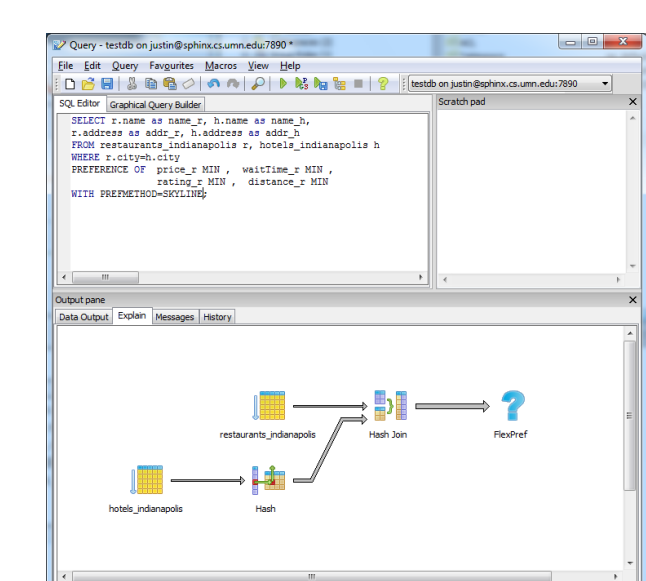 Query - testdb on justin@sphinx.cs.umn.edu:7890 *
File Edit Query Favourites Macros View Help
testdb on justin@sphinx.cs.umn.edu:7890
SQL Editor Graphical Query Builder
Scratch pad
SELECT r.name as name_r, h.name as name_h,
r.address as addr_r, h.address as addr_h
FROM restaurants_indianapolis r, hotels_indianapolis h
WHERE r.city=h.city
PREFERENCE OF price_r MIN , waitTime_r MIN ,
rating_r MIN , distance_r MIN
WITH PREFMETHOD=SKYLINE;
Output pane
Data Output Explain Messages History
restaurants_indianapolis Hash Join FlexPref
hotels_indianapolis Hash